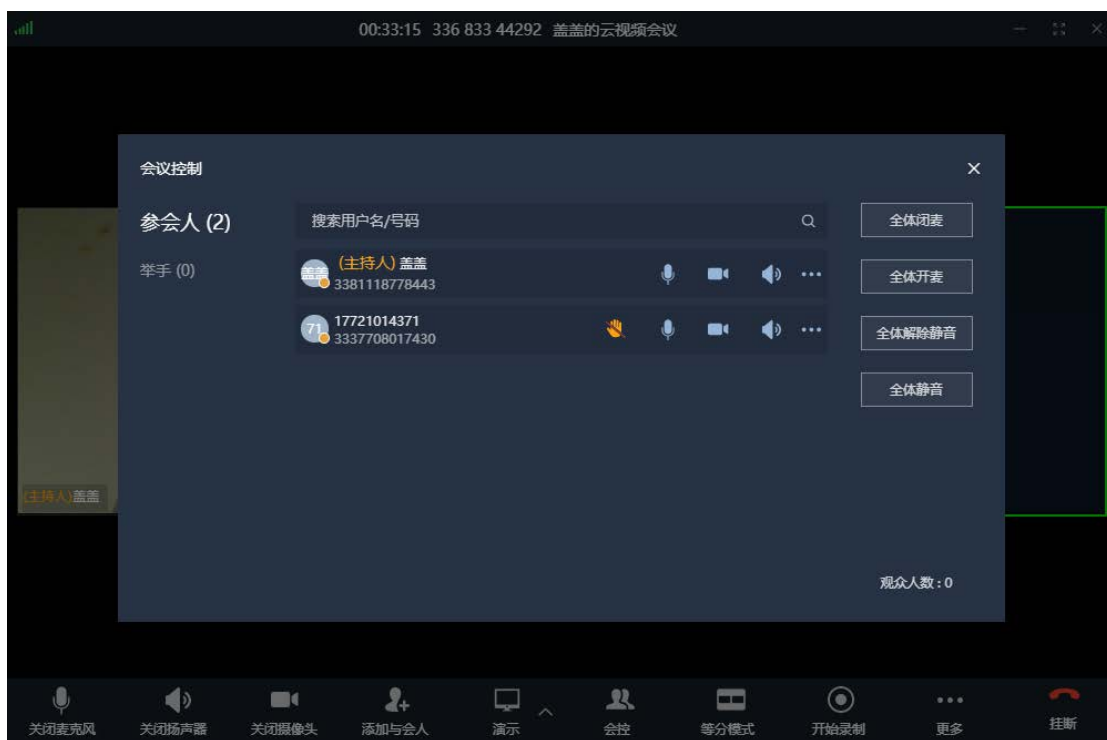 00:33:15 336 833 44292 盖盖的云视频会议
会议控制
参会人 (2)
搜索用户名/号码
全体闭麦
举手 (0)
盖盖
(主持人) 盖盖
3381118778443
全体开麦
71
17721014371
3337708017430
全体解除静音
全体静音
(主持人)盖盖
观众人数 : 0
关闭麦克风
关闭扬声器
关闭摄像头
添加与会人
演示
会控
等分模式
开始录制
更多
挂断